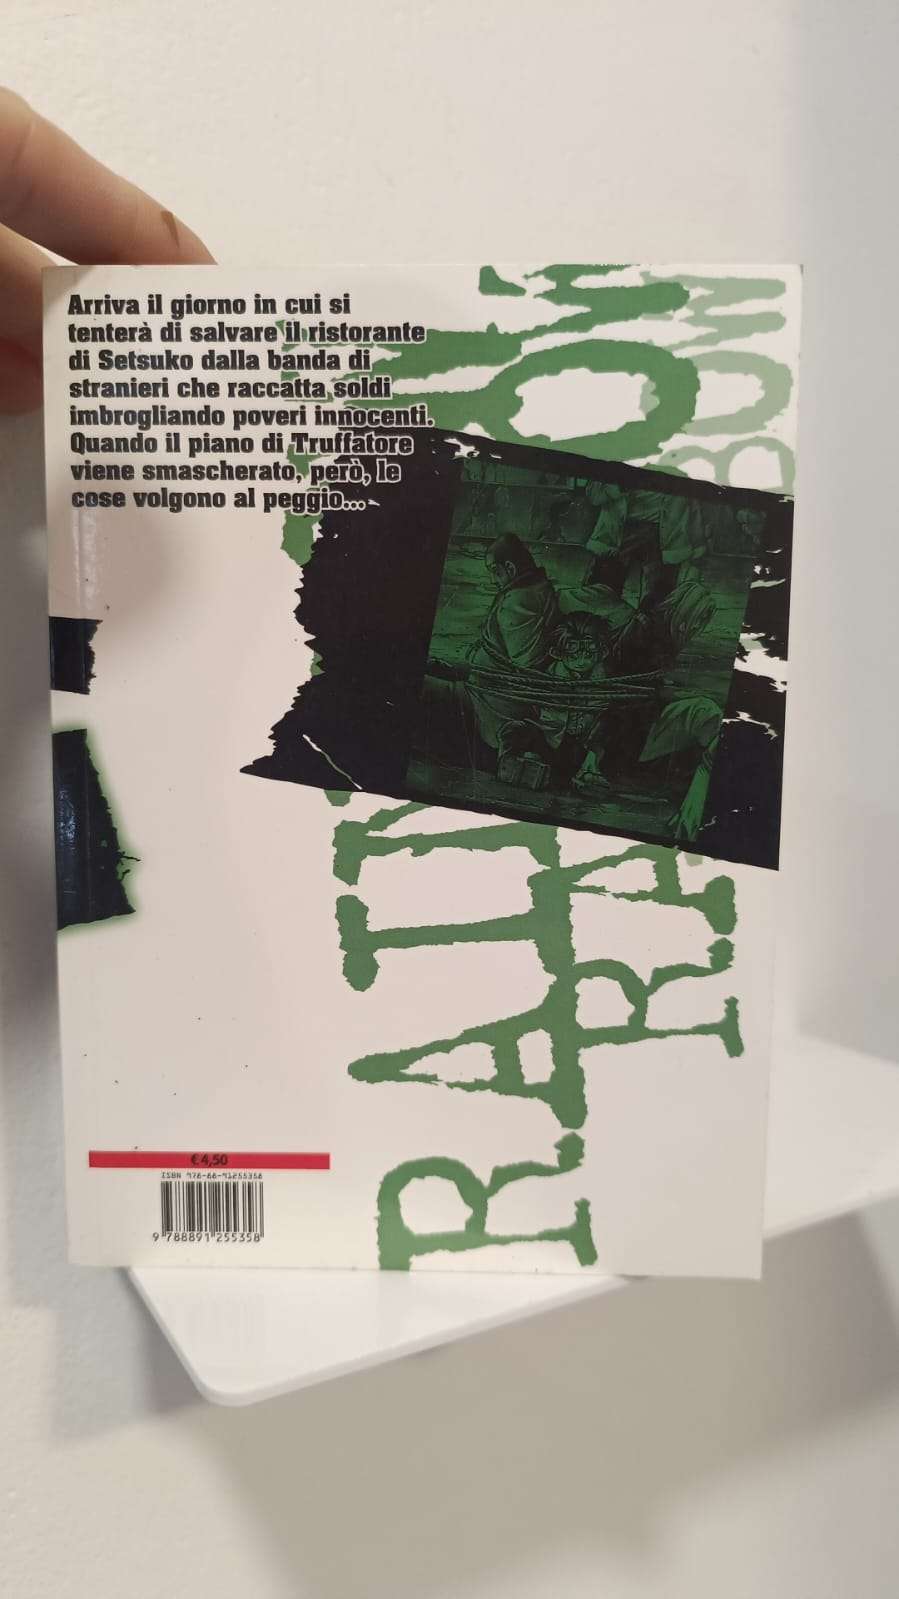 Arriva il giorno in cui si
tenterà di salvare il ristorante
di Setsuko dalla banda di
stranieri che raccatta soldi
imbrogliando poveri innocenti.
Quando il piano di Truffatore
viene smascherato, però, le
cose volgono al peggio...
BOW
RAINBOW
€ 4,50
ISBN 978-88-91255358
9 788891 255358